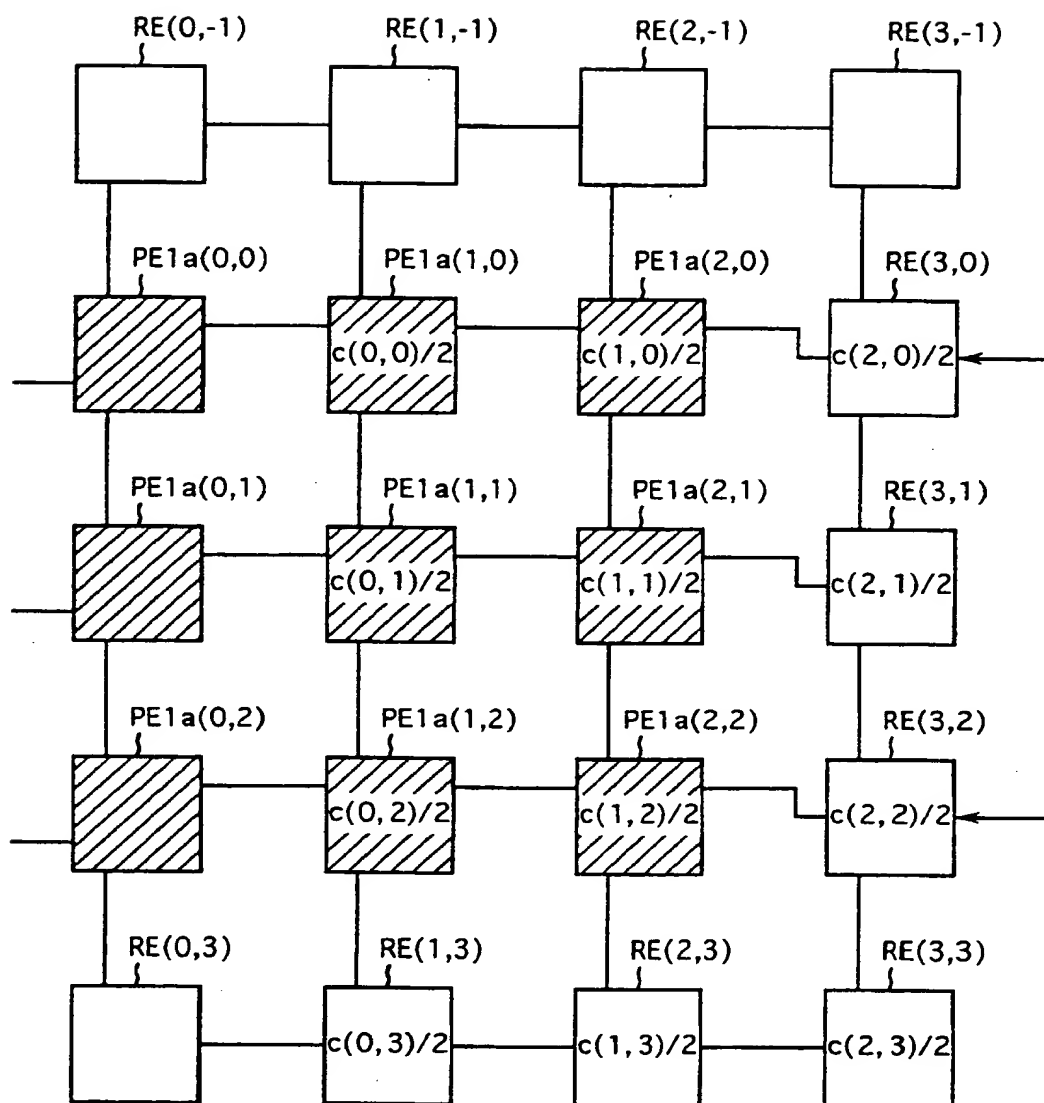 RE(0,-1) RE(1,-1) RE(2,-1) RE(3,-1)
PE1a(0,0) PE1a(1,0) PE1a(2,0) RE(3,0)
c(0,0)/2 c(1,0)/2 c(2,0)/2
PE1a(0,1) PE1a(1,1) PE1a(2,1) RE(3,1)
c(0,1)/2 c(1,1)/2 c(2,1)/2
PE1a(0,2) PE1a(1,2) PE1a(2,2) RE(3,2)
c(0,2)/2 c(1,2)/2 c(2,2)/2
RE(0,3) RE(1,3) RE(2,3) RE(3,3)
c(0,3)/2 c(1,3)/2 c(2,3)/2